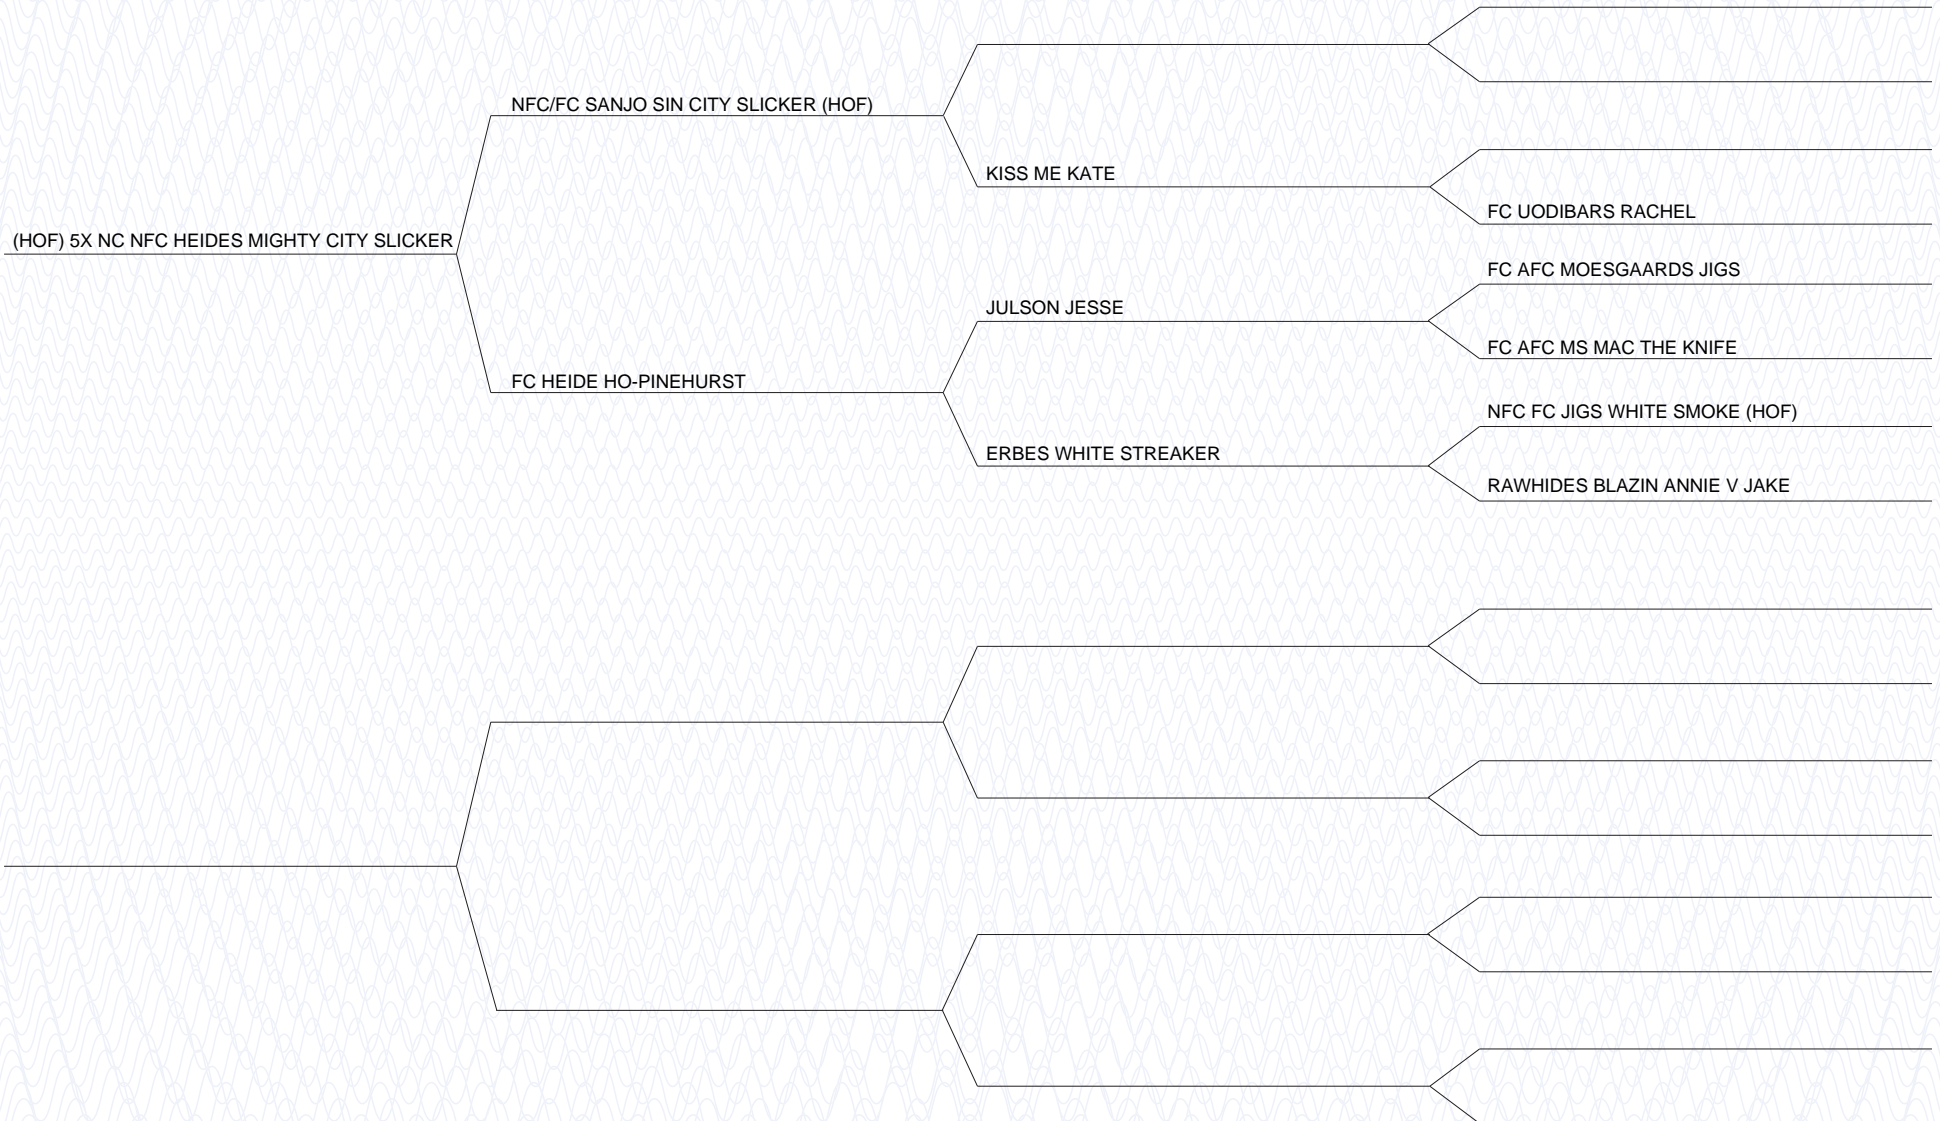 NFC/FC SANJO SIN CITY SLICKER (HOF)
KISS ME KATE
FC UODIBARS RACHEL
(HOF) 5X NC NFC HEIDES MIGHTY CITY SLICKER
FC AFC MOESGAARDS JIGS
JULSON JESSE
FC AFC MS MAC THE KNIFE
FC HEIDE HO-PINEHURST
NFC FC JIGS WHITE SMOKE (HOF)
ERBES WHITE STREAKER
RAWHIDES BLAZIN ANNIE V JAKE